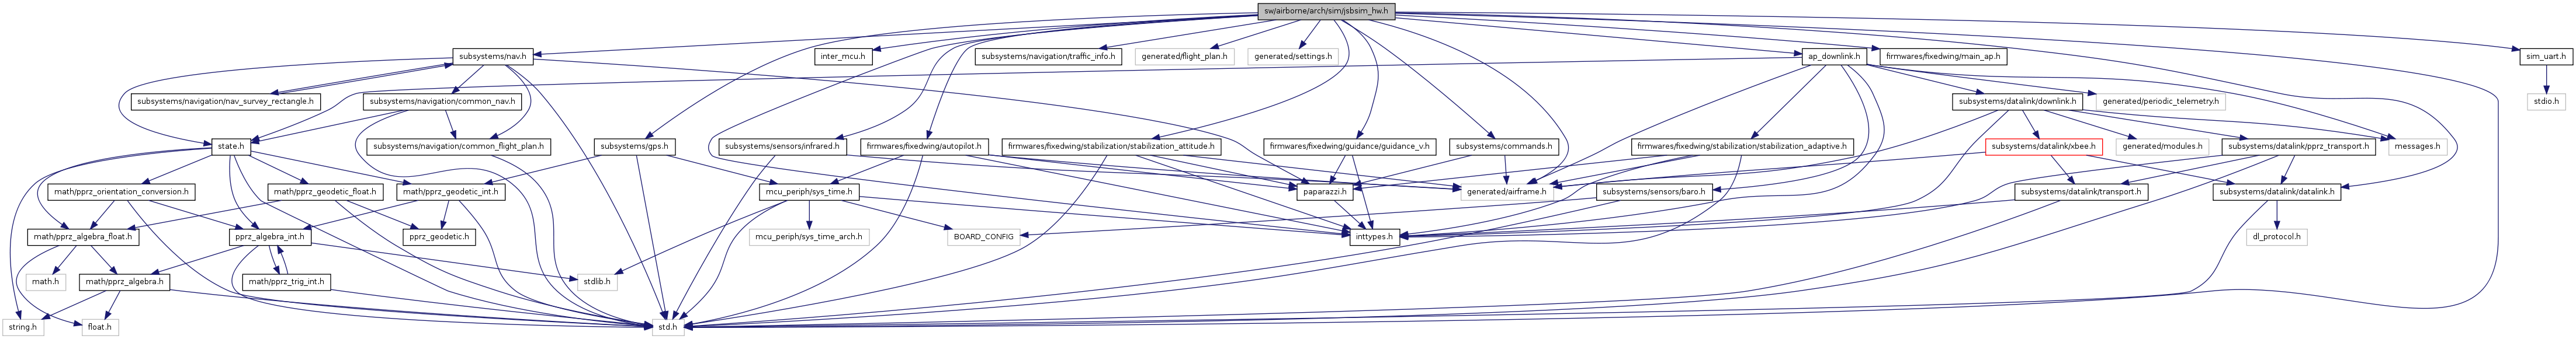 sw/airborne/arch/sim/jsbsim_hw.h
subsystems/nav.h
inter_mcu.h
subsystems/navigation/traffic_info.h
generated/flight_plan.h
generated/settings.h
ap_downlink.h
firmwares/fixedwing/main_ap.h
sim_uart.h
subsystems/navigation/nav_survey_rectangle.h
subsystems/navigation/common_nav.h
subsystems/datalink/downlink.h
generated/periodic_telemetry.h
stdio.h
state.h
subsystems/navigation/common_flight_plan.h
subsystems/gps.h
subsystems/sensors/infrared.h
firmwares/fixedwing/autopilot.h
firmwares/fixedwing/stabilization/stabilization_attitude.h
firmwares/fixedwing/guidance/guidance_v.h
subsystems/commands.h
firmwares/fixedwing/stabilization/stabilization_adaptive.h
subsystems/datalink/xbee.h
generated/modules.h
subsystems/datalink/pprz_transport.h
messages.h
math/pprz_orientation_conversion.h
math/pprz_geodetic_float.h
math/pprz_geodetic_int.h
mcu_periph/sys_time.h
paparazzi.h
generated/airframe.h
subsystems/sensors/baro.h
subsystems/datalink/transport.h
subsystems/datalink/datalink.h
math/pprz_algebra_float.h
pprz_algebra_int.h
pprz_geodetic.h
mcu_periph/sys_time_arch.h
BOARD_CONFIG
inttypes.h
dl_protocol.h
math.h
math/pprz_algebra.h
math/pprz_trig_int.h
stdlib.h
string.h
float.h
std.h